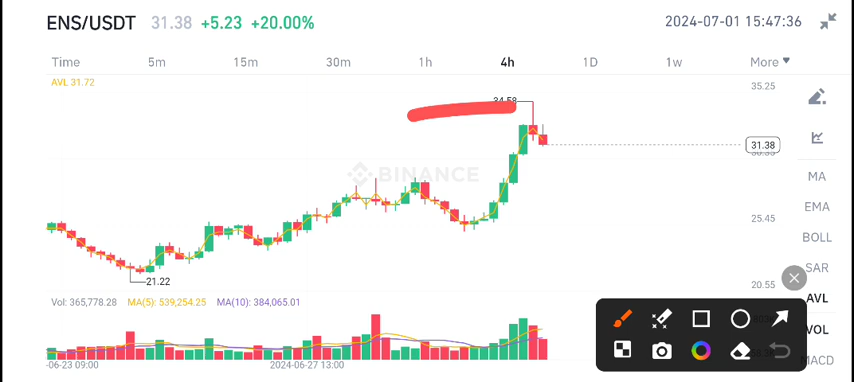 ENS/USDT 31.38 +5.23 +20.00% 2024-07-01 15:47:36
Time 5m 15m 30m 1h 4h 1D 1w More
AVL 31.72
35.25
34.58
31.38
BINANCE
MA
EMA
25.45
BOLL
SAR
21.22
20.55
AVL
Vol: 365,778.28 MA(5): 539,254.25 MA(10): 384,065.01
VOL
MACD
-06-23 09:00 2024-06-27 13:00